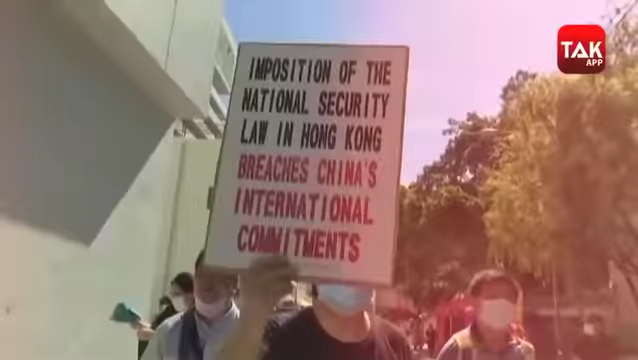 TAK
APP
IMPOSITION OF THE
NATIONAL SECURITY
LAW IN HONG KONG
BREACHES CHINA'S
INTERNATIONAL
COMMITMENTS